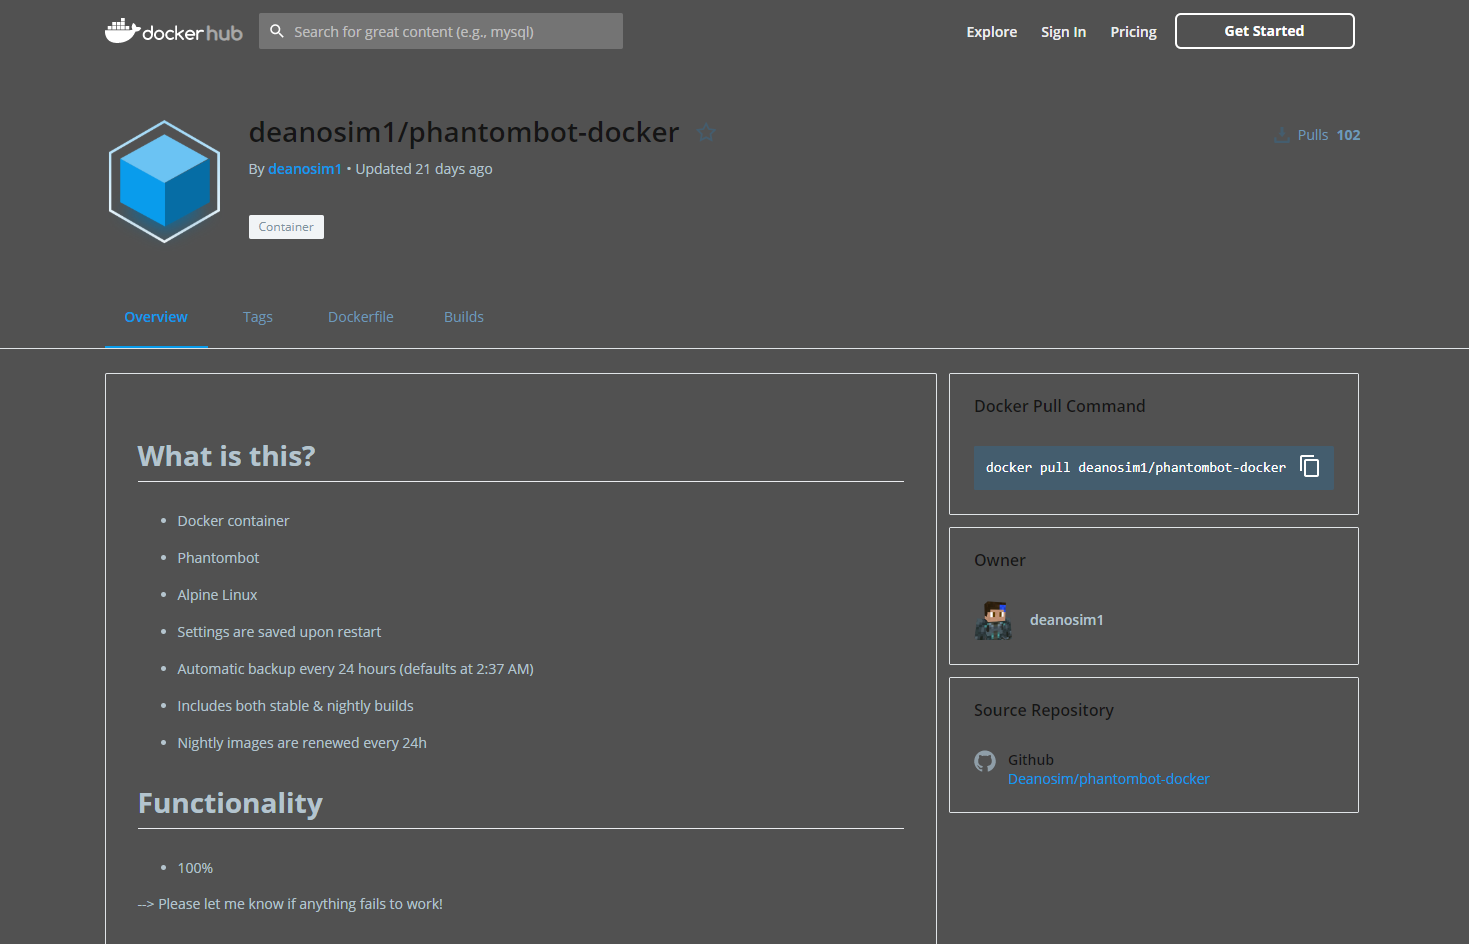 docker hub
Search for great content (e.g., mysql)
Explore
Sign In
Pricing
Get Started
deanosim1/phantombot-docker
Pulls 102
By deanosim1 • Updated 21 days ago
Container
Overview
Tags
Dockerfile
Builds
What is this?
• Docker container
• Phantombot
• Alpine Linux
• Settings are saved upon restart
• Automatic backup every 24 hours (defaults at 2:37 AM)
• Includes both stable & nightly builds
• Nightly images are renewed every 24h
Functionality
• 100%
--> Please let me know if anything fails to work!
Docker Pull Command
docker pull deanosim1/phantombot-docker
Owner
deanosim1
Source Repository
Github
Deanosim/phantombot-docker